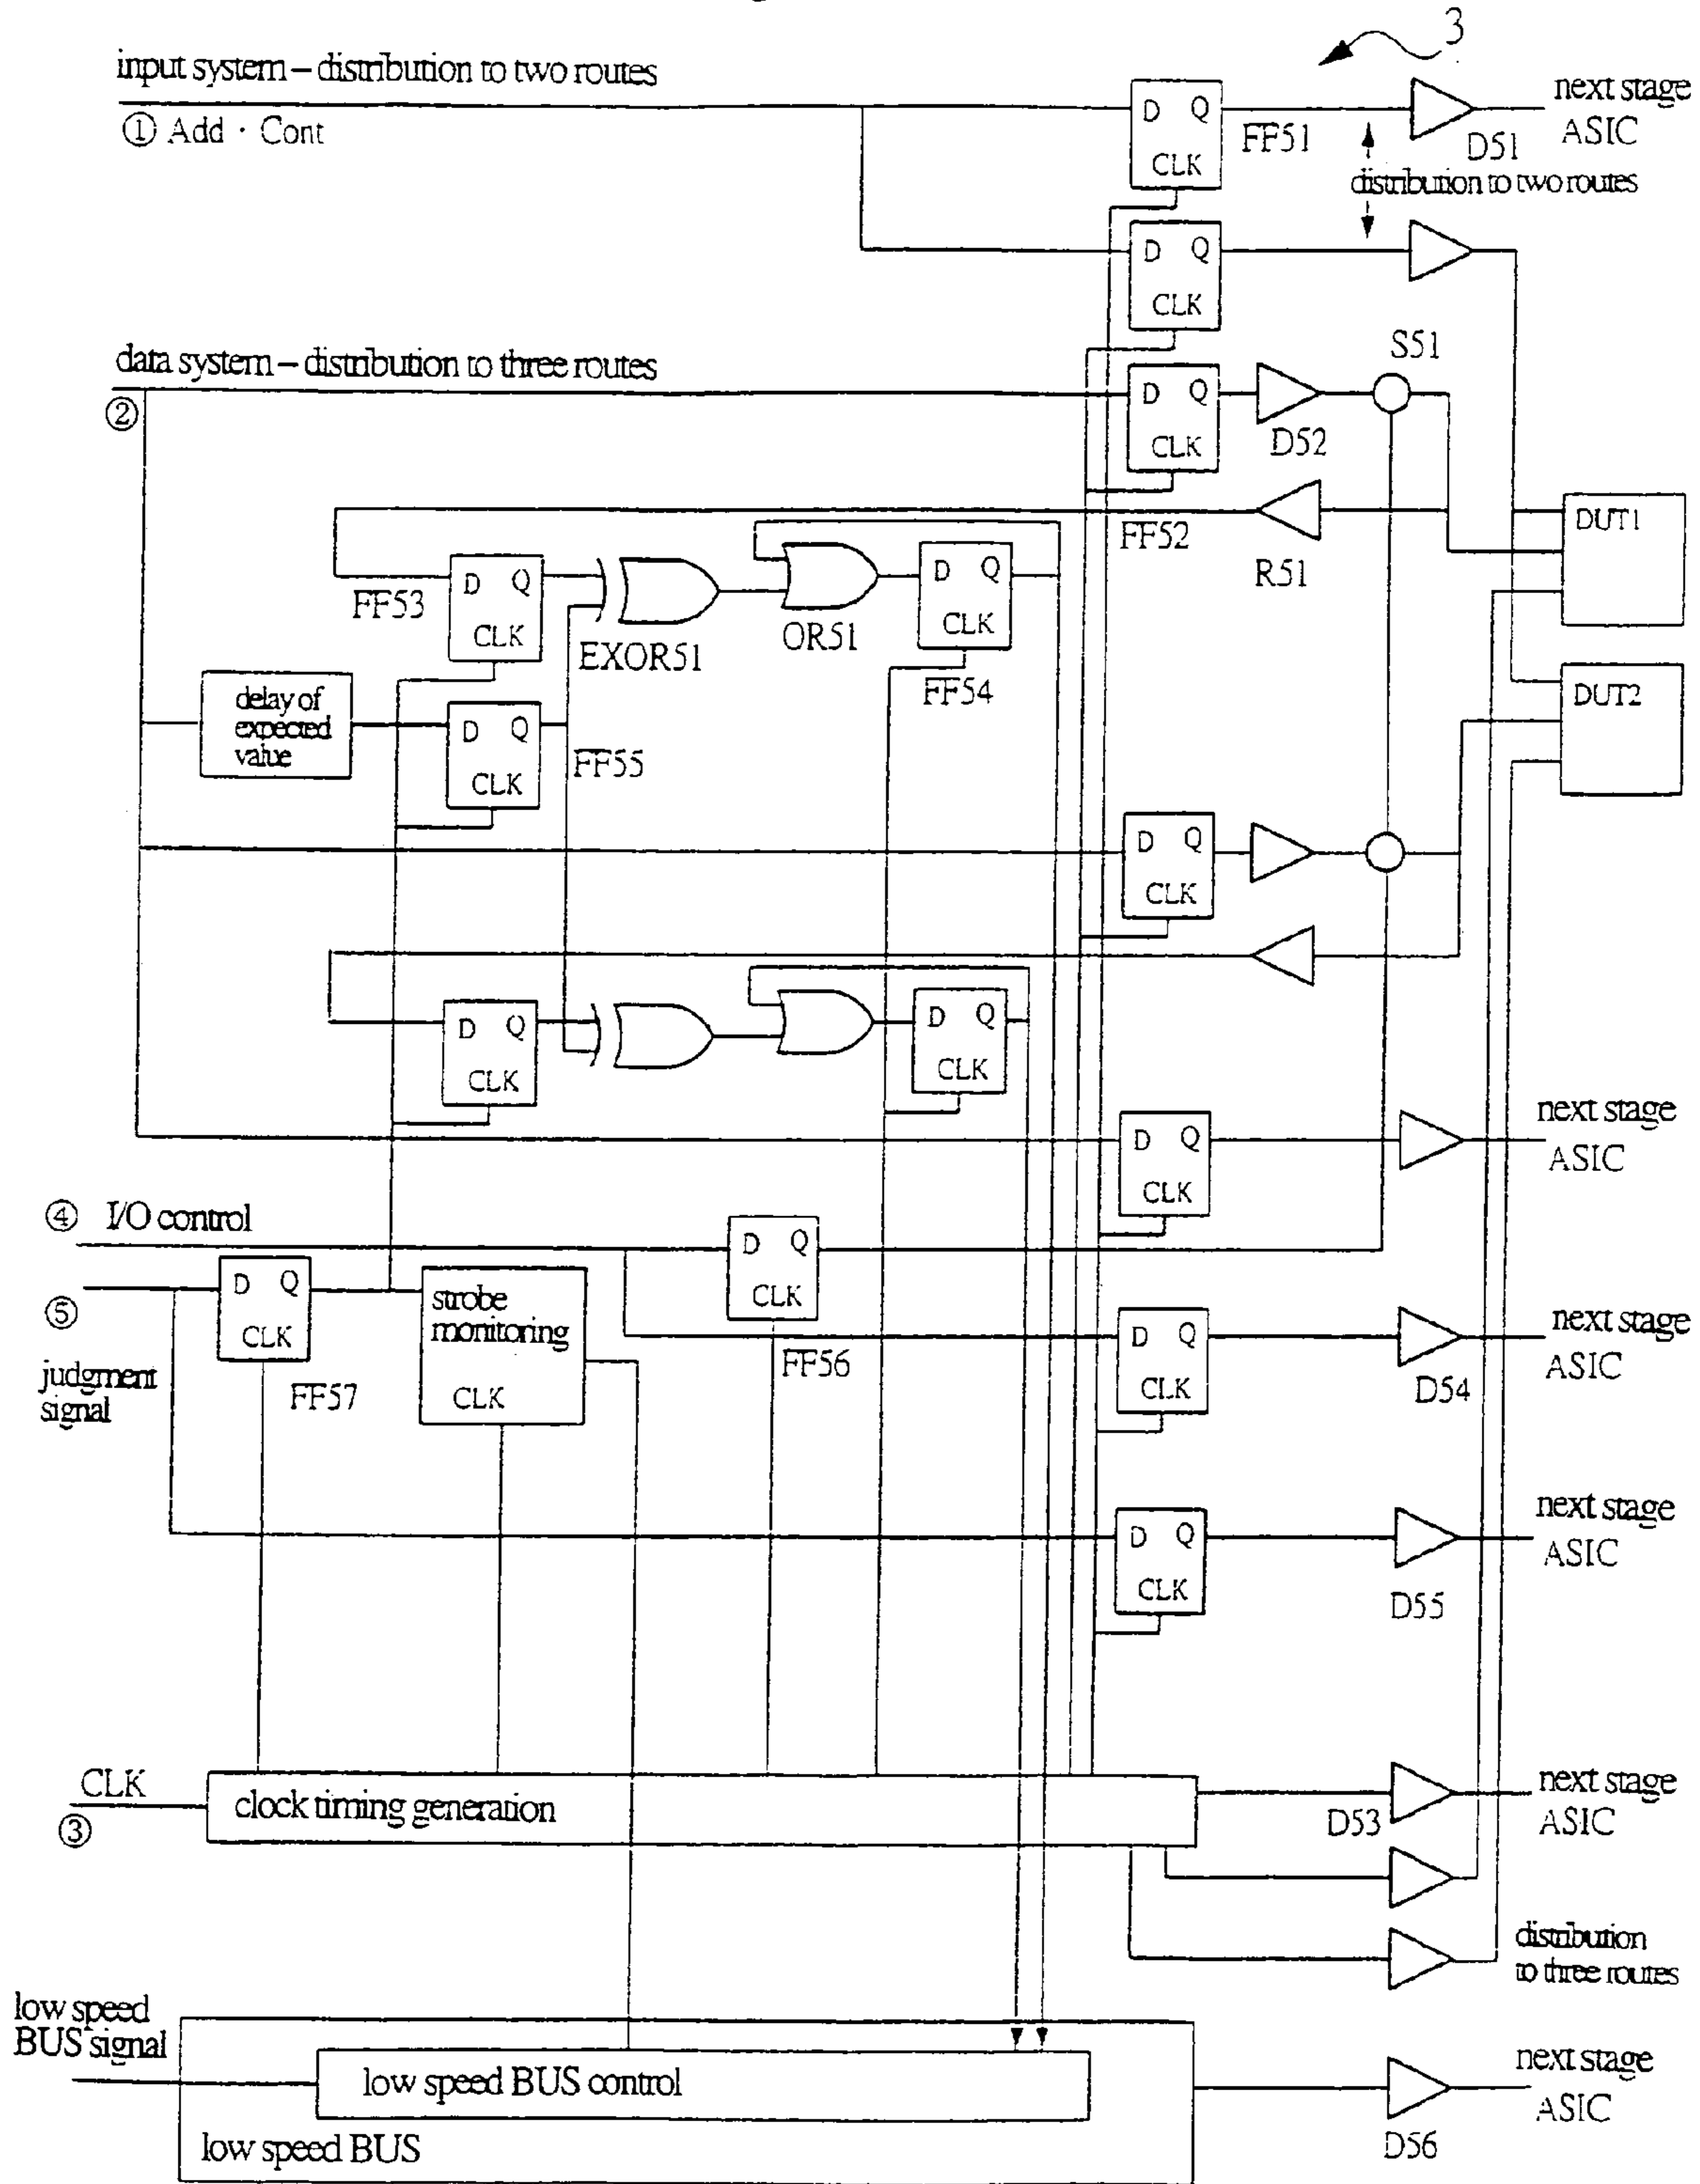 3
input system – distribution to two routes
① Add · Cont
D Q
CLK
FF51
D51
next stage
ASIC
distribution to two routes
D Q
CLK
data system – distribution to three routes
②
D Q
CLK
D52
S51
FF52
R51
DUT1
FF53
D Q
CLK
EXOR51
OR51
D Q
CLK
FF54
delay of
expected
value
D Q
CLK
FF55
DUT2
D Q
CLK
D Q
CLK
D Q
CLK
D Q
CLK
next stage
ASIC
④ I/O control
D Q
CLK
FF56
⑤
judgment
signal
D Q
CLK
FF57
strobe
monitoring
CLK
D Q
CLK
D54
next stage
ASIC
D Q
CLK
D55
next stage
ASIC
CLK
③
clock timing generation
D53
next stage
ASIC
distribution
to three routes
low speed
BUS signal
low speed BUS control
low speed BUS
D56
next stage
ASIC